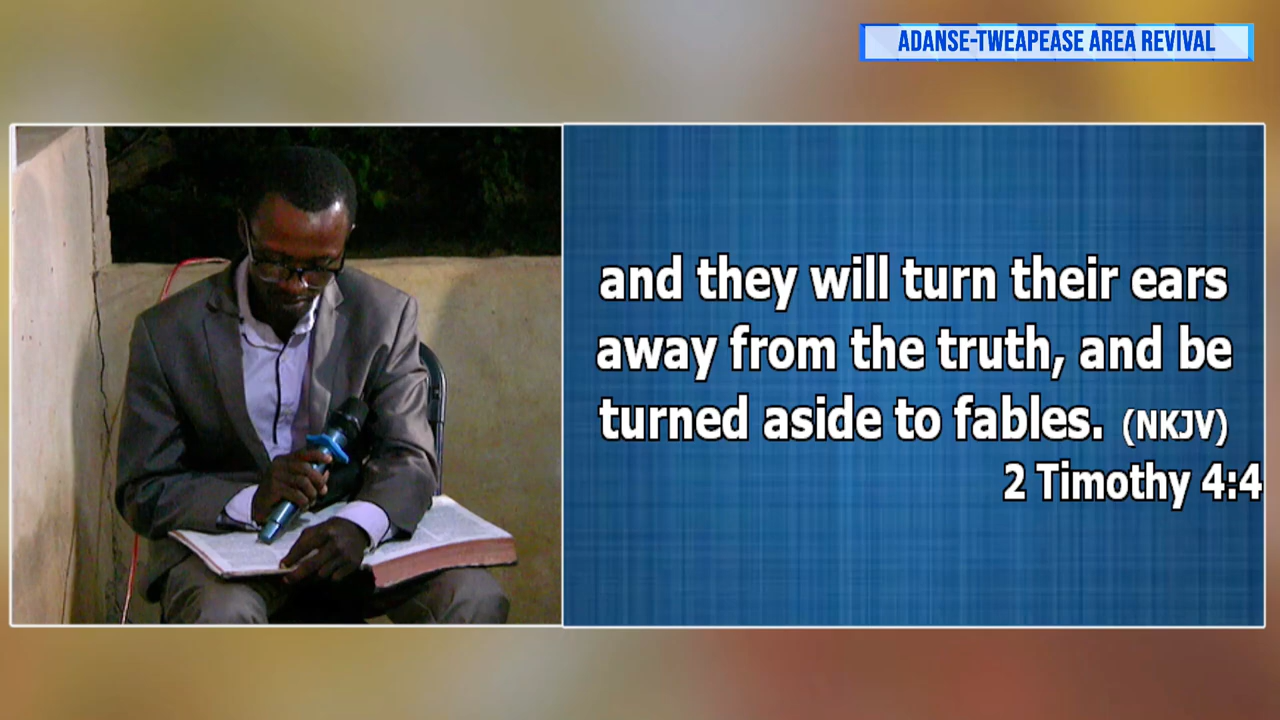 ADANSE-TWEAPEASE AREA REVIVAL
and they will turn their ears
away from the truth, and be
turned aside to fables. (NKJV)
2 Timothy 4:4